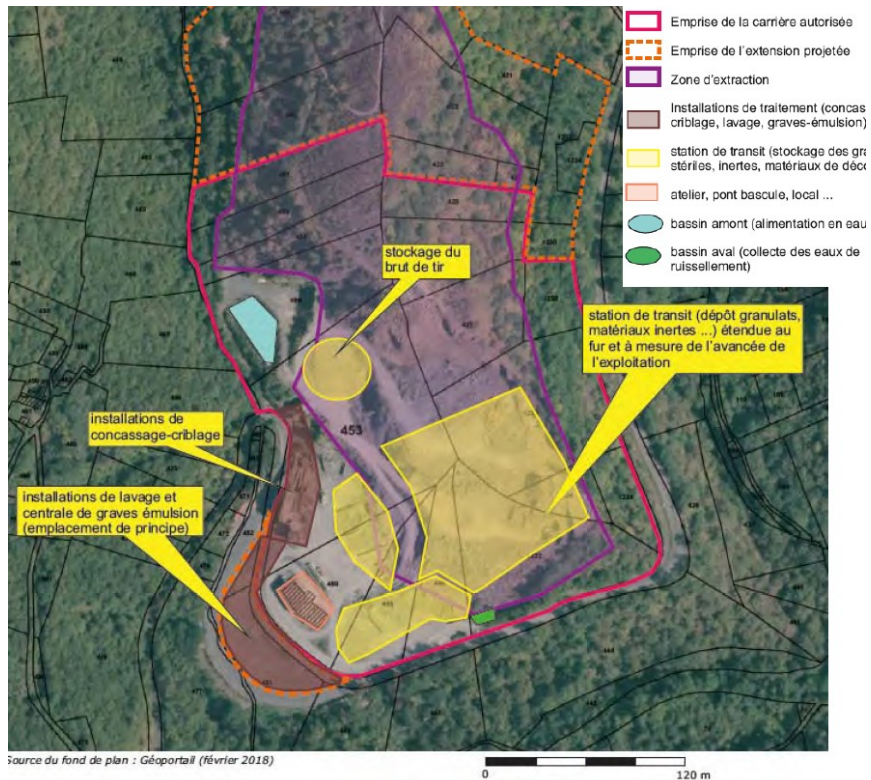 Emprise de la carrière autorisée
Emprise de l'extension projetée
Zone d'extraction
Installations de traitement (concas
criblage, lavage, graves-émulsion)
station de transit (stockage des gra
stériles, inertes, matériaux de déco
atelier, pont bascule, local ...
bassin amont (alimentation en eau
bassin aval (collecte des eaux de
ruissellement)
stockage du
brut de tir
station de transit (dépôt granulats,
matériaux inertes ...) étendue au
fur et à mesure de l'avancée de
l'exploitation
installations de
concassage-criblage
453
installations de lavage et
centrale de graves émulsion
(emplacement de principe)
Source du fond de plan : Géoportail (février 2018)
0 120 m